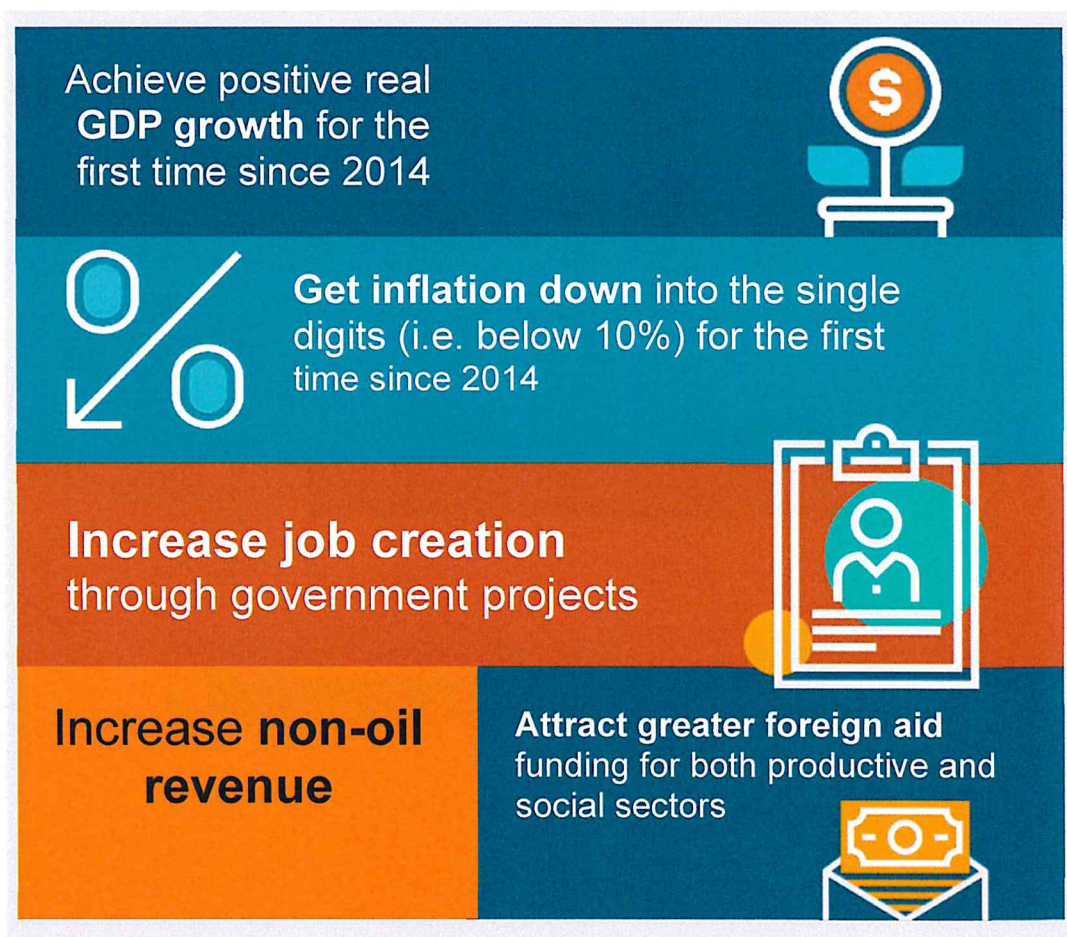 Achieve positive real
GDP growth for the
first time since 2014
Get inflation down into the single
digits (i.e. below 10%) for the first
time since 2014
Increase job creation
through government projects
Increase non-oil
revenue
Attract greater foreign aid
funding for both productive and
social sectors